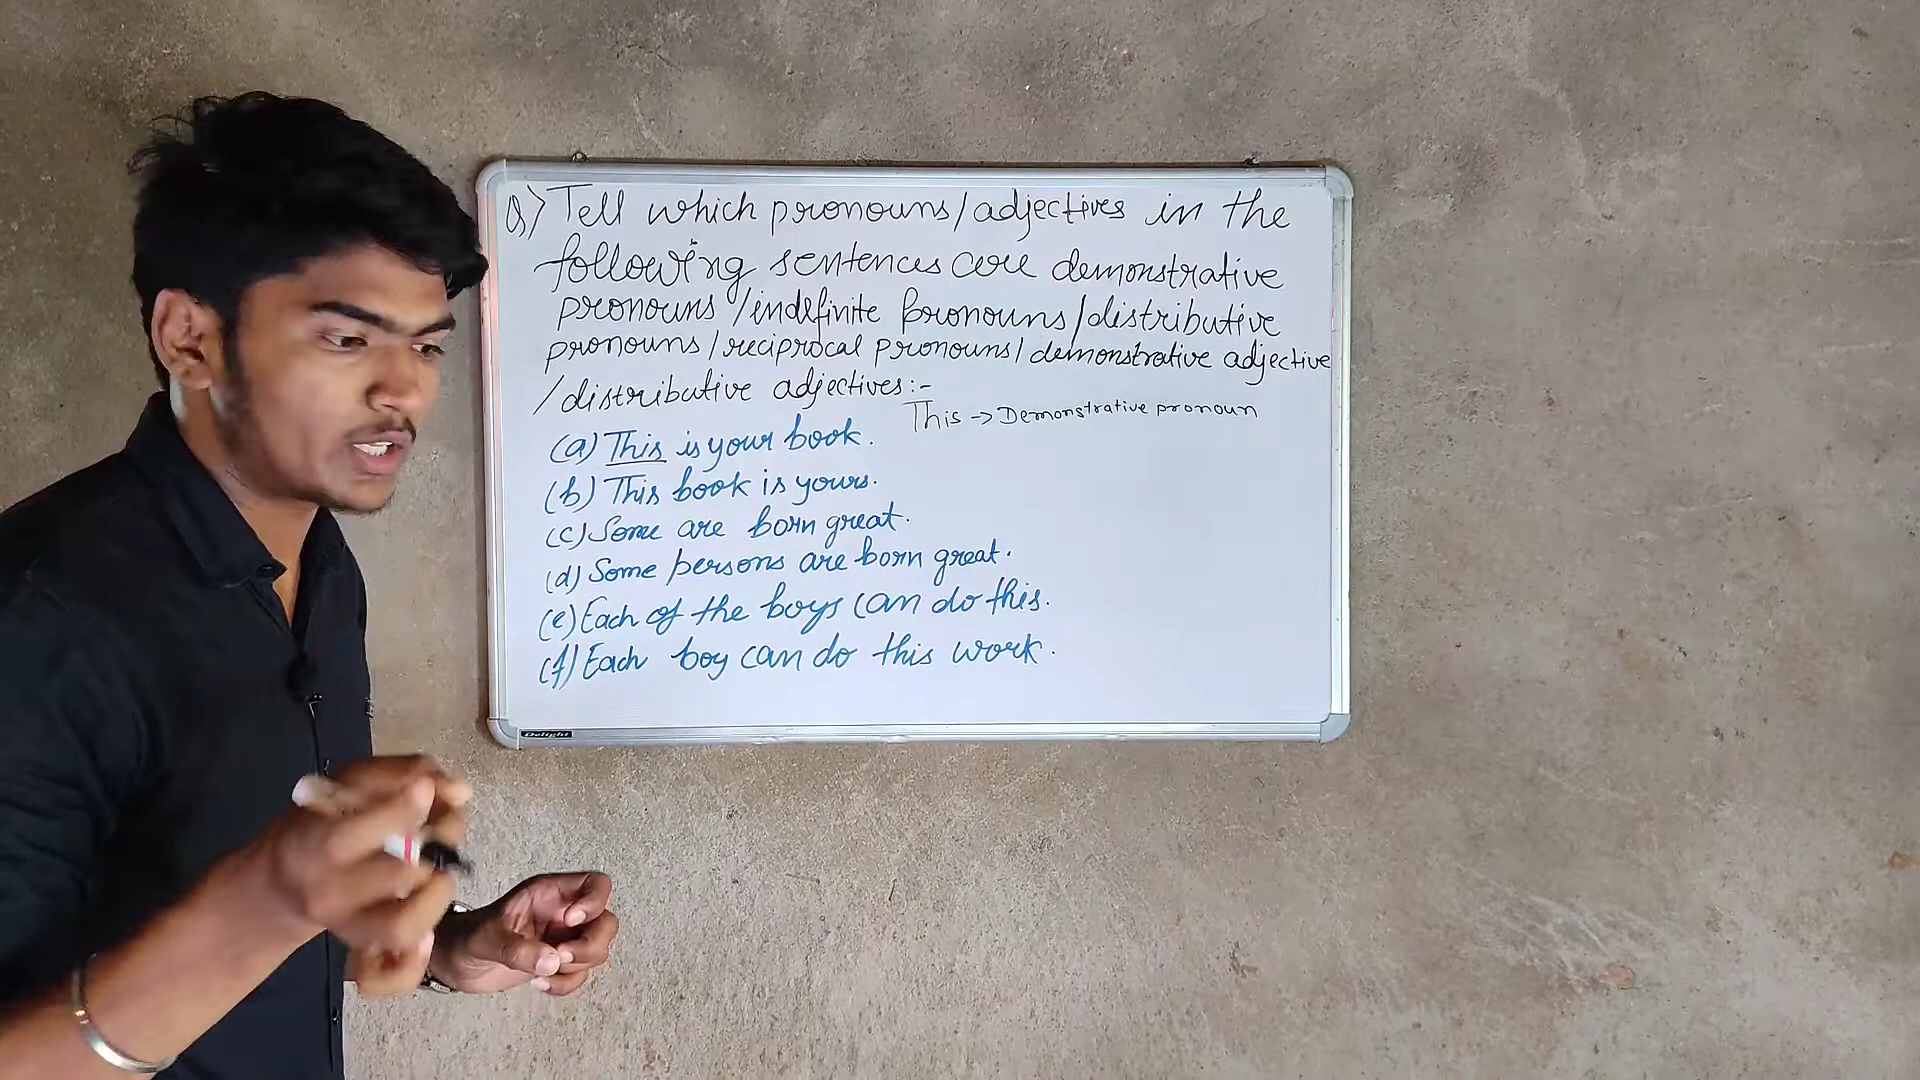 Q) Tell which pronouns/adjectives in the
following sentences are demonstrative
pronouns/indefinite pronouns/distributive
pronouns/reciprocal pronouns/demonstrative adjective
/distributive adjectives:-
This → Demonstrative pronoun
(a) This is your book.
(b) This book is yours.
(c) Some are born great.
(d) Some persons are born great.
(e) Each of the boys can do this.
(f) Each boy can do this work.
Delight